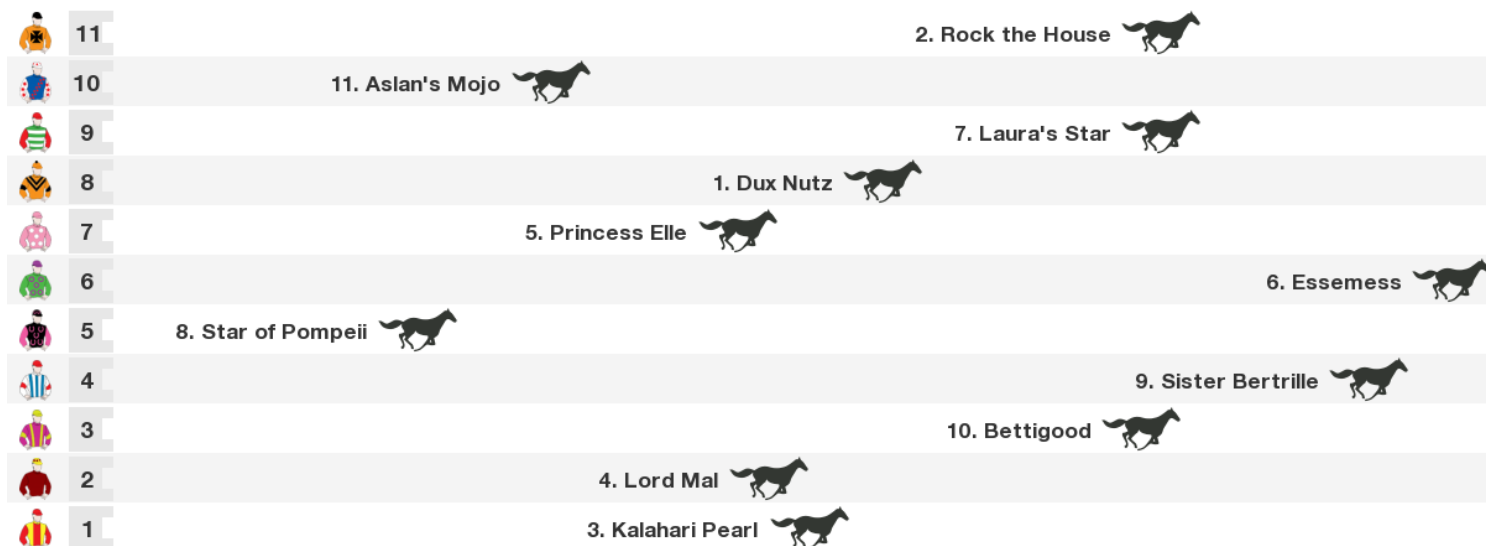 11 2. Rock the House
10 11. Aslan's Mojo
9 7. Laura's Star
8 1. Dux Nutz
7 5. Princess Elle
6 6. Essemess
5 8. Star of Pompeii
4 9. Sister Bertrille
3 10. Bettigood
2 4. Lord Mal
1 3. Kalahari Pearl